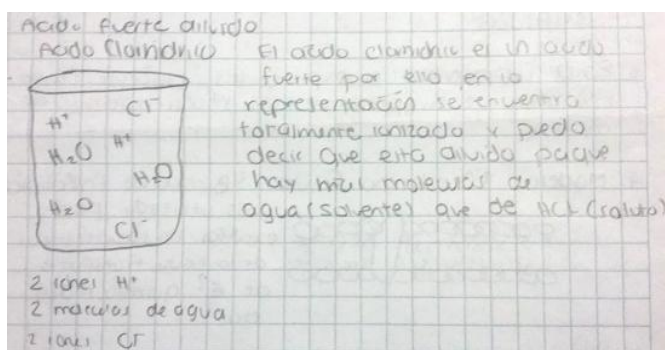 Acido fuerte diluido
Acido Clorhidrico
El acido clorhidrico es un acido
fuerte por ello en la
representación se encuentra
totalmente ionizado y puedo
decir que esta diluido porque
hay mas moleculas de
agua (solvente) que de HCL (soluto)
Cl⁻
H⁺
H⁺
H₂O
H₂O
H₂O
Cl⁻
2 iones H⁺
2 moleculas de agua
2 iones Cl⁻